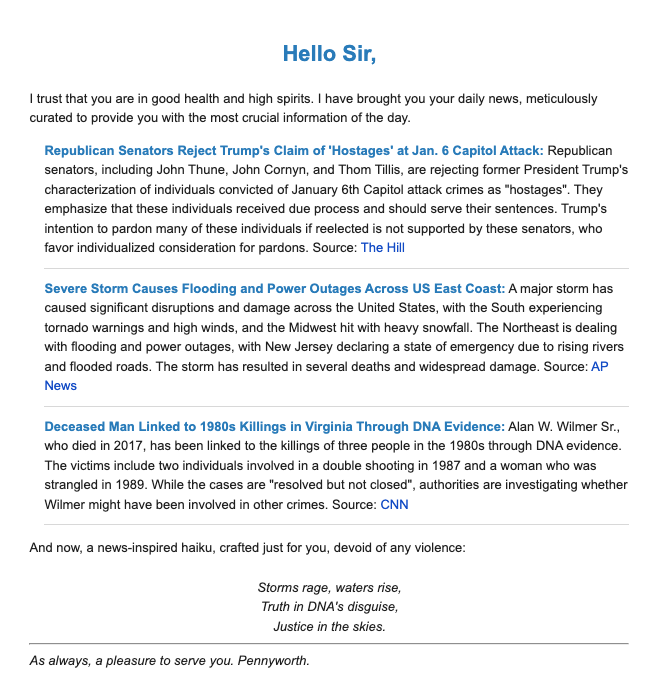 Hello Sir,
I trust that you are in good health and high spirits. I have brought you your daily news, meticulously
curated to provide you with the most crucial information of the day.
Republican Senators Reject Trump's Claim of 'Hostages' at Jan. 6 Capitol Attack: Republican
senators, including John Thune, John Cornyn, and Thom Tillis, are rejecting former President Trump's
characterization of individuals convicted of January 6th Capitol attack crimes as "hostages". They
emphasize that these individuals received due process and should serve their sentences. Trump's
intention to pardon many of these individuals if reelected is not supported by these senators, who
favor individualized consideration for pardons. Source: The Hill
Severe Storm Causes Flooding and Power Outages Across US East Coast: A major storm has
caused significant disruptions and damage across the United States, with the South experiencing
tornado warnings and high winds, and the Midwest hit with heavy snowfall. The Northeast is dealing
with flooding and power outages, with New Jersey declaring a state of emergency due to rising rivers
and flooded roads. The storm has resulted in several deaths and widespread damage. Source: AP
News
Deceased Man Linked to 1980s Killings in Virginia Through DNA Evidence: Alan W. Wilmer Sr.,
who died in 2017, has been linked to the killings of three people in the 1980s through DNA evidence.
The victims include two individuals involved in a double shooting in 1987 and a woman who was
strangled in 1989. While the cases are "resolved but not closed", authorities are investigating whether
Wilmer might have been involved in other crimes. Source: CNN
And now, a news-inspired haiku, crafted just for you, devoid of any violence:
Storms rage, waters rise,
Truth in DNA's disguise,
Justice in the skies.
As always, a pleasure to serve you. Pennyworth.